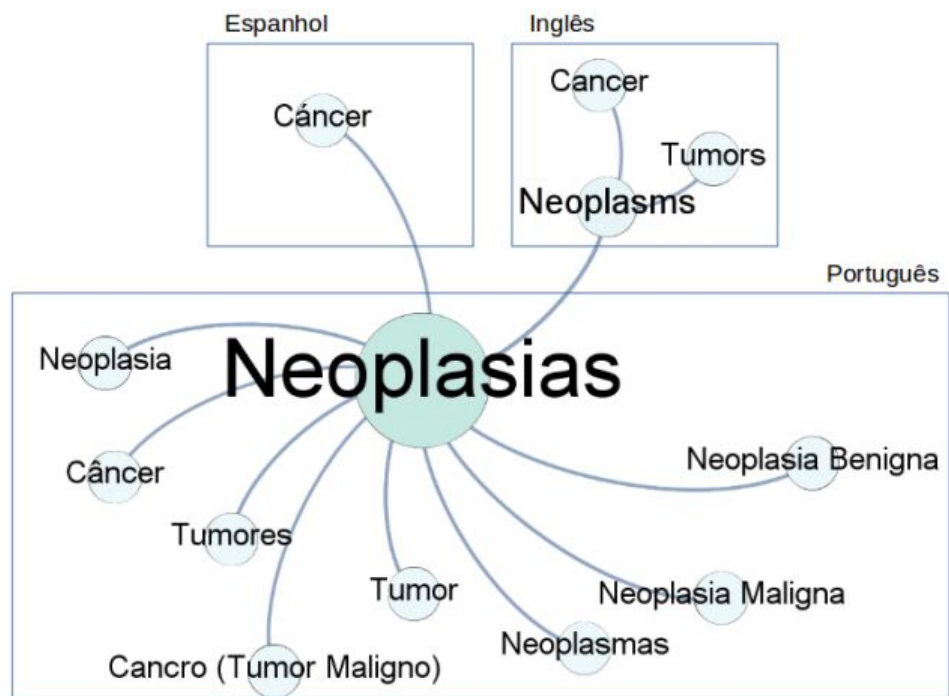 Espanhol
Inglês
Cancer
Cáncer
Tumors
Neoplasms
Português
Neoplasia
Neoplasias
Câncer
Neoplasia Benigna
Tumores
Tumor
Neoplasia Maligna
Neoplasmas
Cancro (Tumor Maligno)